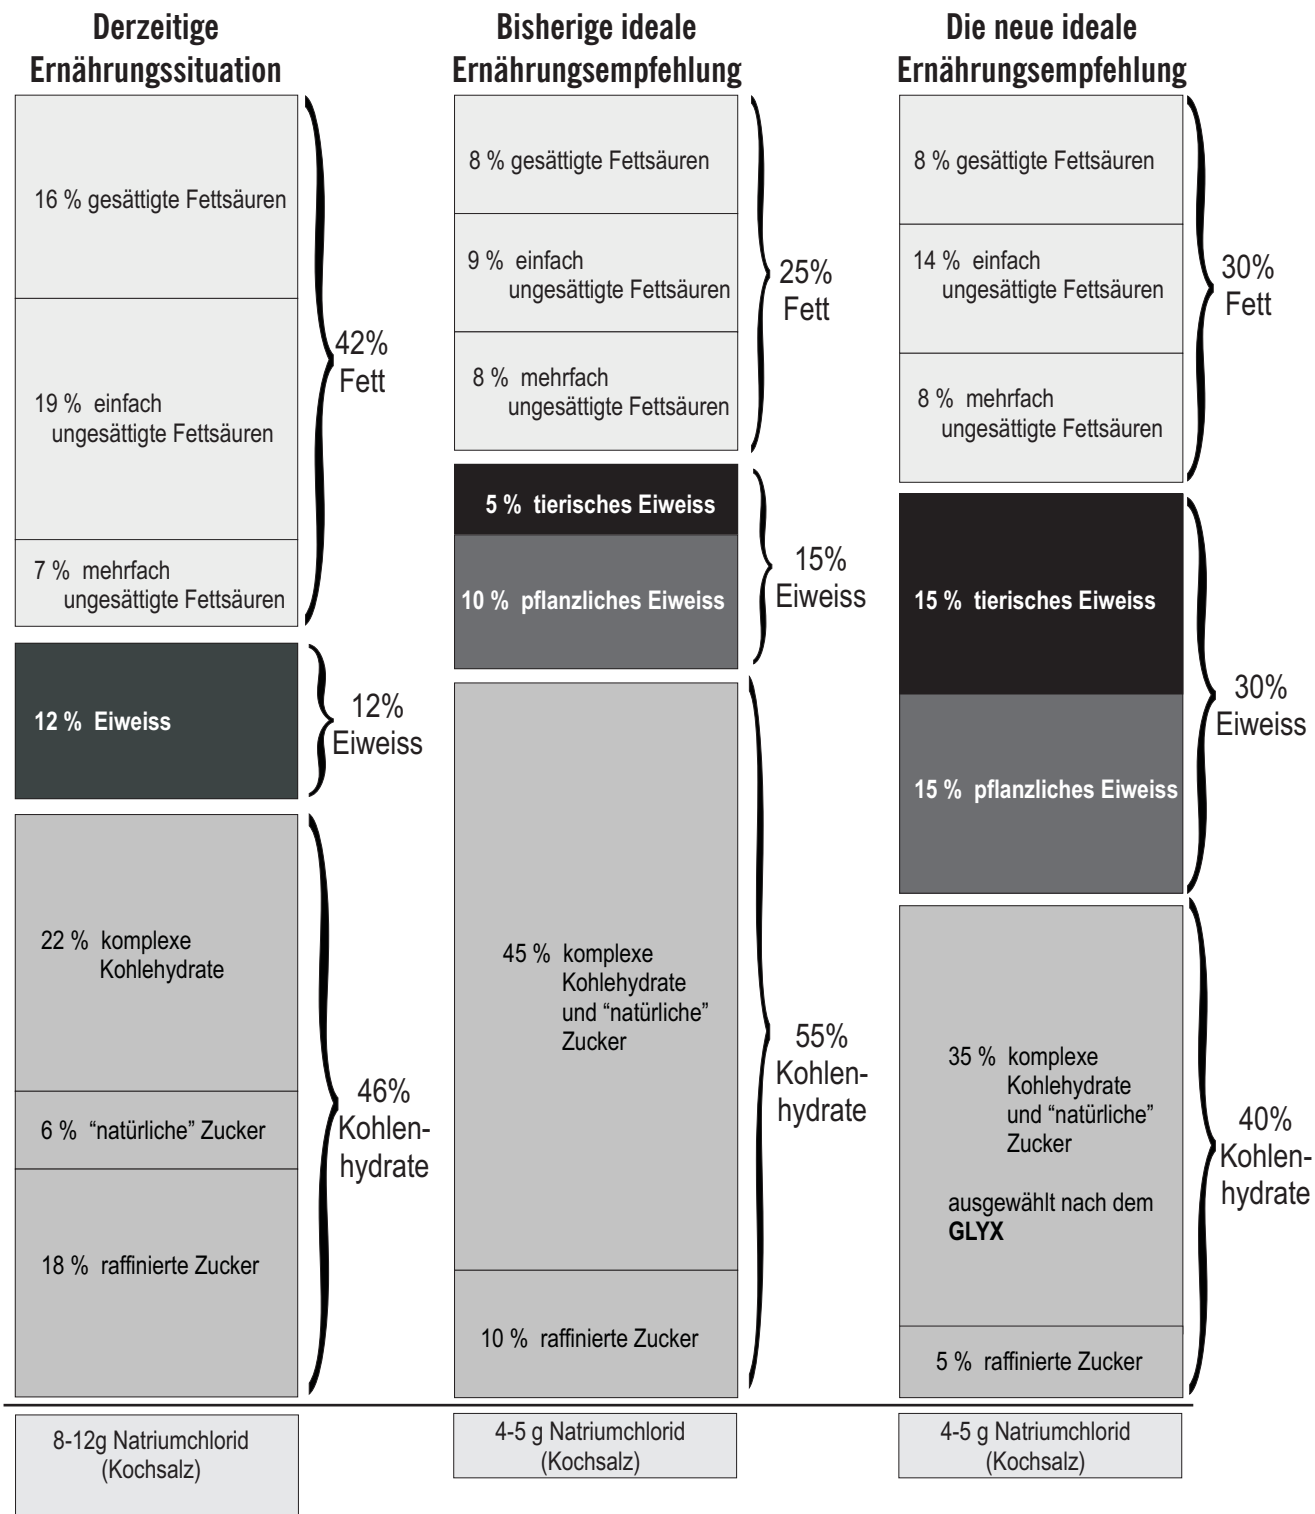 Derzeitige
Ernährungssituation
16 % gesättigte Fettsäuren
19 % einfach
ungesättigte Fettsäuren
7 % mehrfach
ungesättigte Fettsäuren
42%
Fett
12 % Eiweiss
12%
Eiweiss
22 % komplexe
Kohlehydrate
6 % “natürliche” Zucker
18 % raffinierte Zucker
46%
Kohlen-
hydrate
8-12g Natriumchlorid
(Kochsalz)
Bisherige ideale
Ernährungsempfehlung
8 % gesättigte Fettsäuren
9 % einfach
ungesättigte Fettsäuren
8 % mehrfach
ungesättigte Fettsäuren
25%
Fett
5 % tierisches Eiweiss
10 % pflanzliches Eiweiss
15%
Eiweiss
45 % komplexe
Kohlehydrate
und “natürliche”
Zucker
10 % raffinierte Zucker
55%
Kohlen-
hydrate
4-5 g Natriumchlorid
(Kochsalz)
Die neue ideale
Ernährungsempfehlung
8 % gesättigte Fettsäuren
14 % einfach
ungesättigte Fettsäuren
8 % mehrfach
ungesättigte Fettsäuren
30%
Fett
15 % tierisches Eiweiss
15 % pflanzliches Eiweiss
30%
Eiweiss
35 % komplexe
Kohlehydrate
und “natürliche”
Zucker
ausgewählt nach dem
GLYX
5 % raffinierte Zucker
40%
Kohlen-
hydrate
4-5 g Natriumchlorid
(Kochsalz)